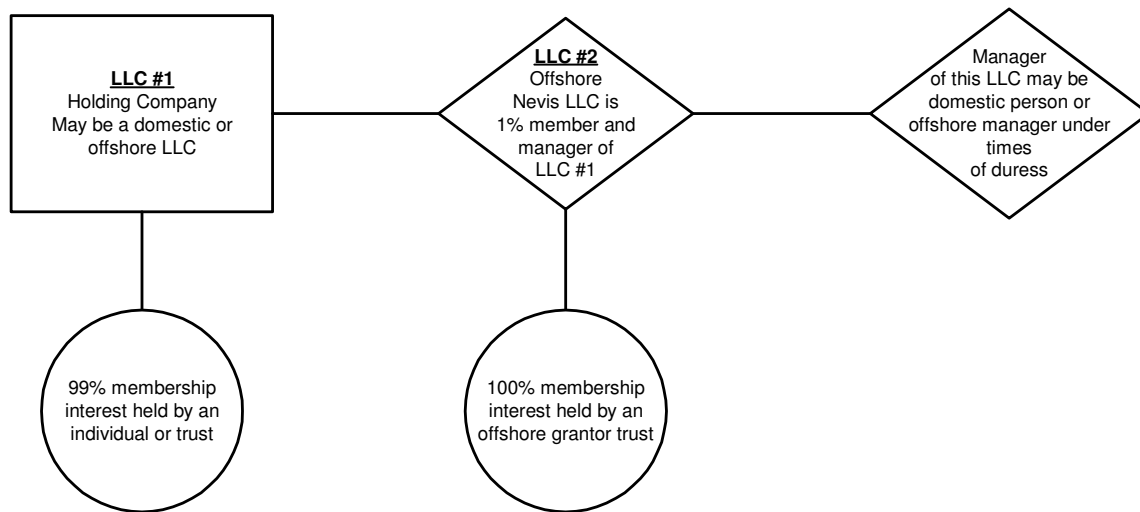 LLC #1
Holding Company
May be a domestic or
offshore LLC
LLC #2
Offshore
Nevis LLC is
1% member and
manager of
LLC #1
Manager
of this LLC may be
domestic person or
offshore manager under
times
of duress
99% membership
interest held by an
individual or trust
100% membership
interest held by an
offshore grantor trust